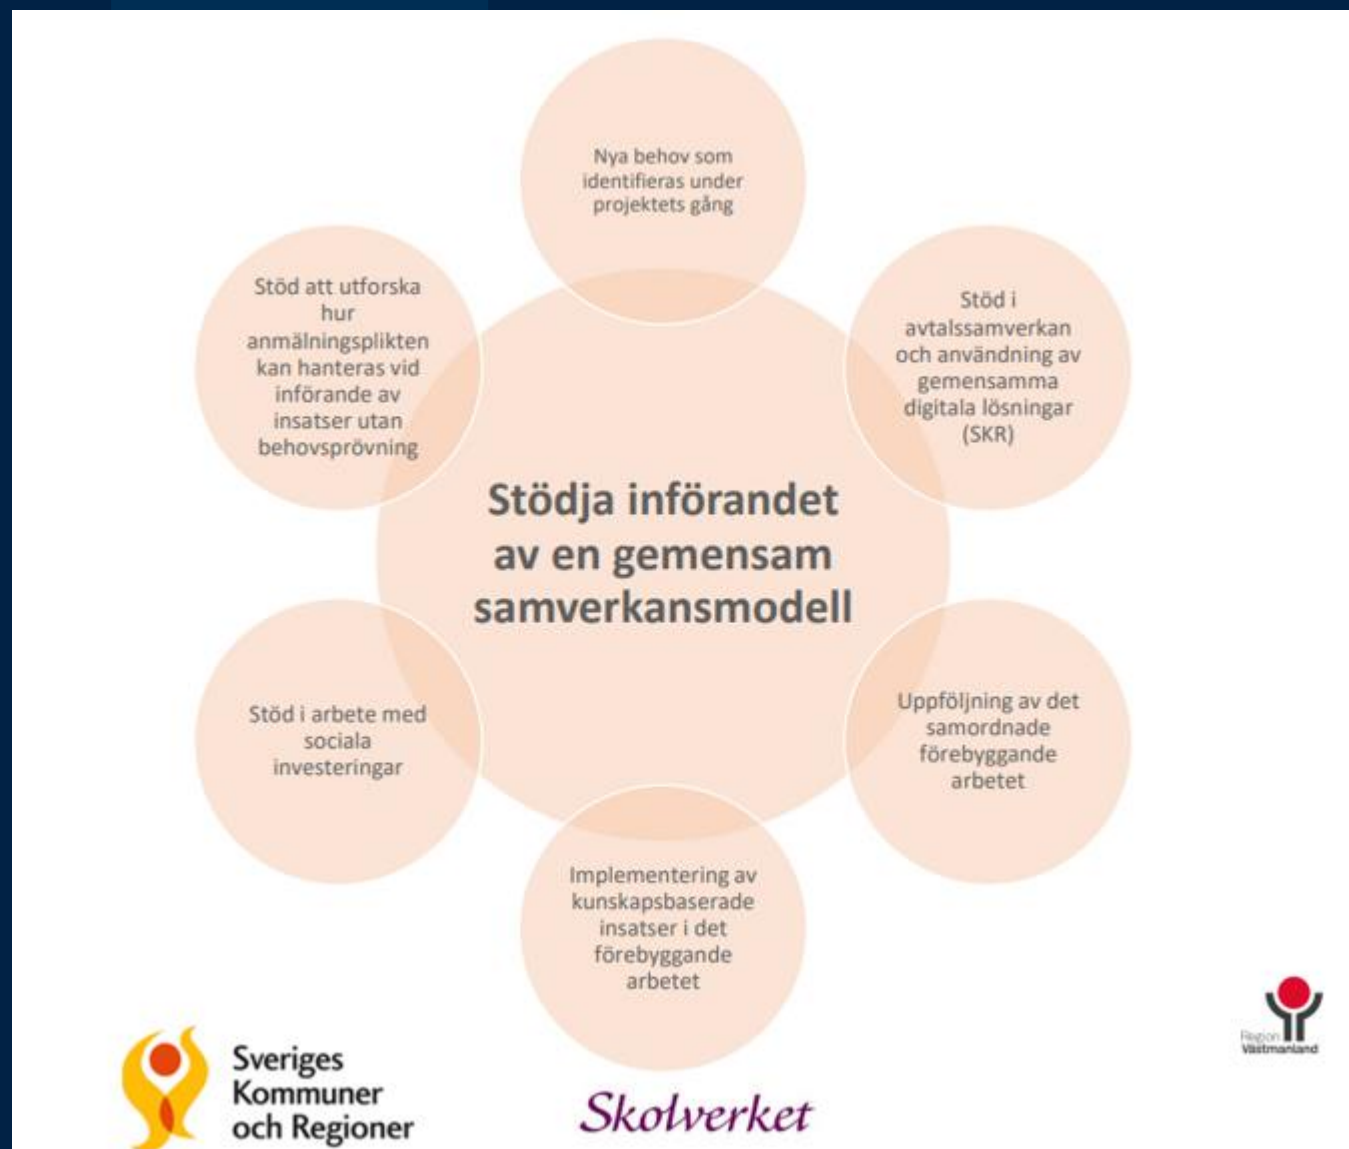 Nya behov som
identifieras under
projektets gång
Stöd i
avtalssamverkan
och användning av
gemensamma
digitala lösningar
(SKR)
Uppföljning av det
samordnade
förebyggande
arbetet
Implementering av
kunskapsbaserade
insatser i det
förebyggande
arbetet
Stöd i arbete med
sociala
investeringar
Stöd att utforska
hur
anmälningsplikten
kan hanteras vid
införande av
insatser utan
behovsprövning
Stödja införandet
av en gemensam
samverkansmodell
Sveriges
Kommuner
och Regioner
Skolverket
Region
Västmanland